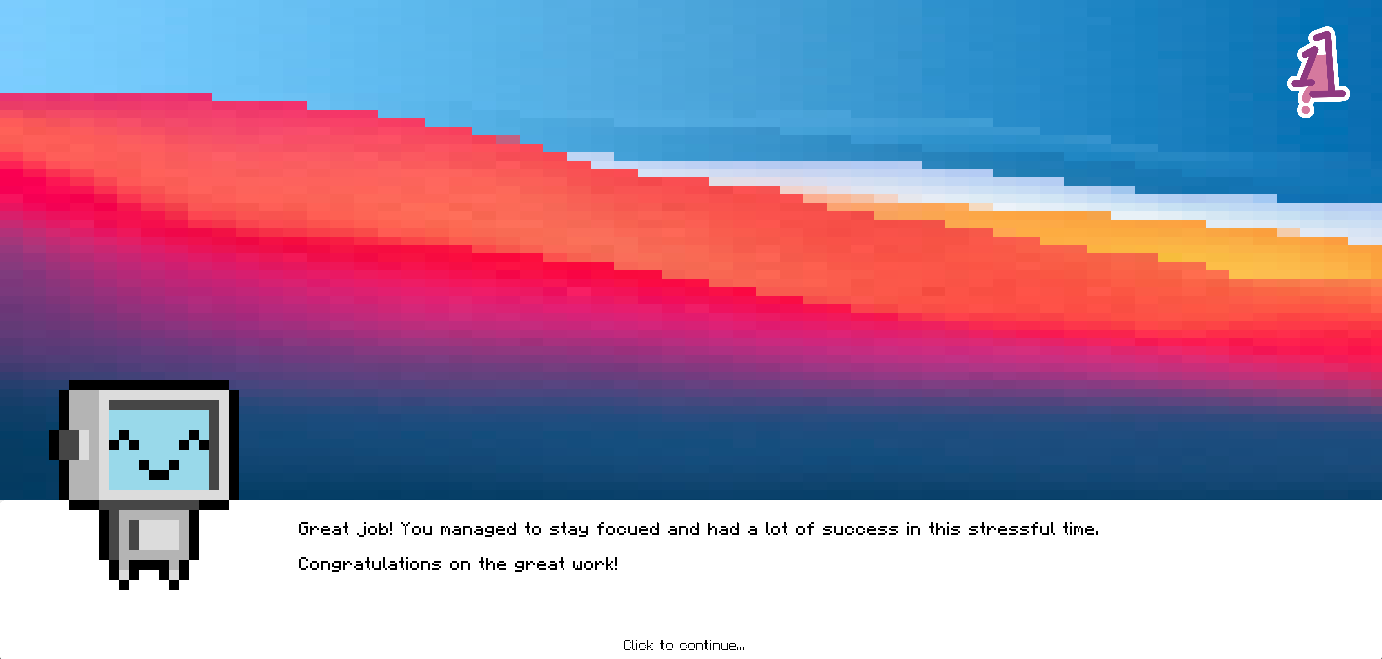 Great job! You managed to stay focued and had a lot of success in this stressful time.
Congratulations on the great work!
Click to continue...